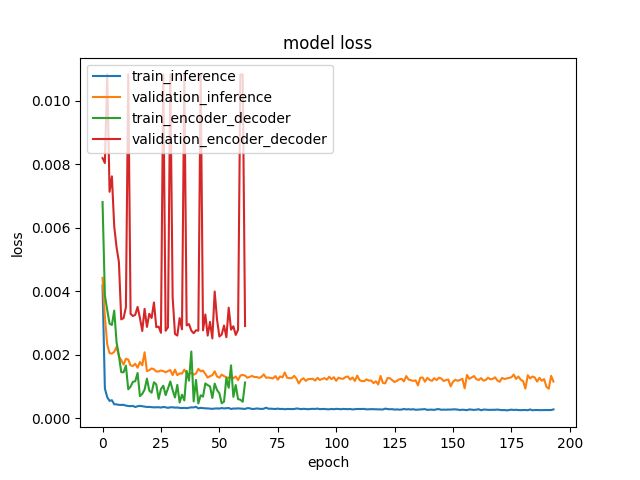 model loss
train_inference
validation_inference
train_encoder_decoder
validation_encoder_decoder
0.010
0.008
0.006
0.004
0.002
0.000
loss
0 25 50 75 100 125 150 175 200
epoch